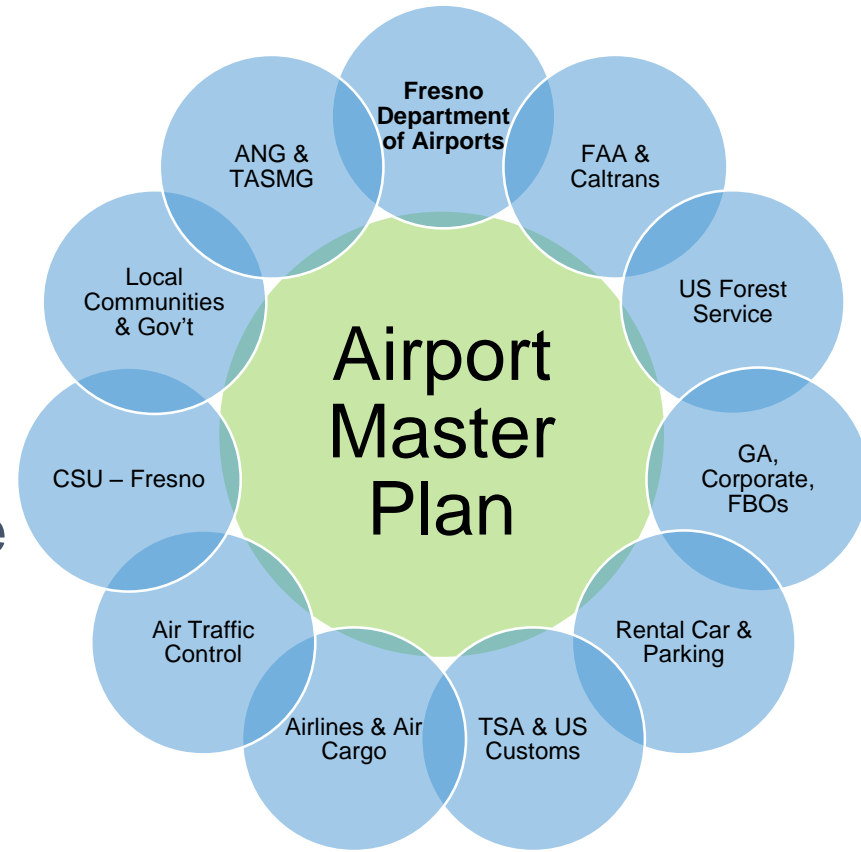 Fresno
Department
of Airports
FAA &
Caltrans
US Forest
Service
GA,
Corporate,
FBOs
Rental Car &
Parking
TSA & US
Customs
Airlines & Air
Cargo
Air Traffic
Control
CSU – Fresno
Local
Communities
& Gov't
ANG &
TASMG
Airport
Master
Plan
e